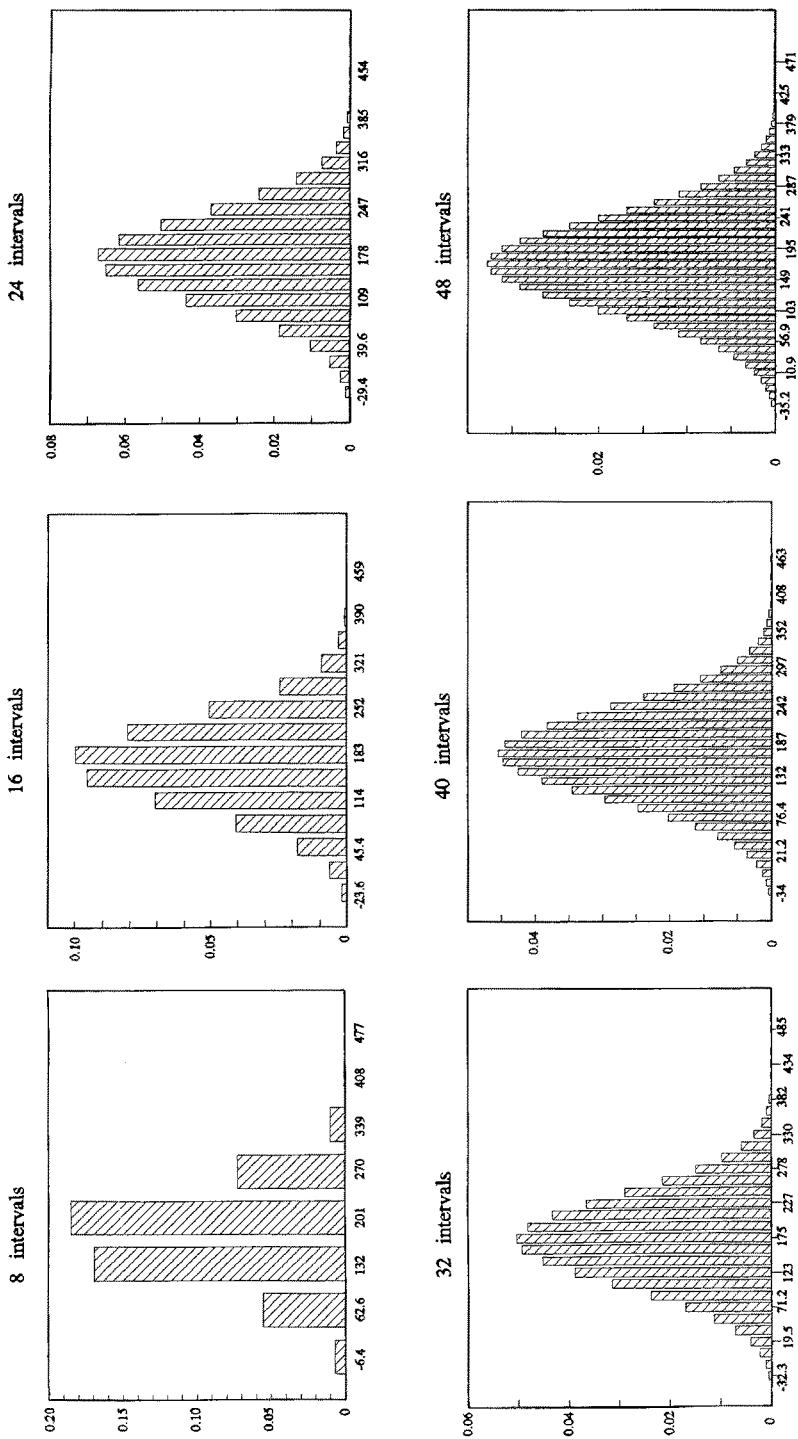 8 intervals
0.20
0.15
0.10
0.05
0
-6.4 62.6 132 201 270 339 408 477
16 intervals
0.10
0.05
0
-23.6 45.4 114 183 252 321 390 459
24 intervals
0.08
0.06
0.04
0.02
0
-29.4 39.6 109 178 247 316 385 454
32 intervals
0.06
0.04
0.02
0
-32.3 19.5 71.2 123 175 227 278 330 382 434 485
40 intervals
0.04
0.02
0
-34 21.2 76.4 132 187 242 297 352 408 463
48 intervals
0.02
0
-35.2 10.9 56.9 103 149 195 241 287 333 379 425 471